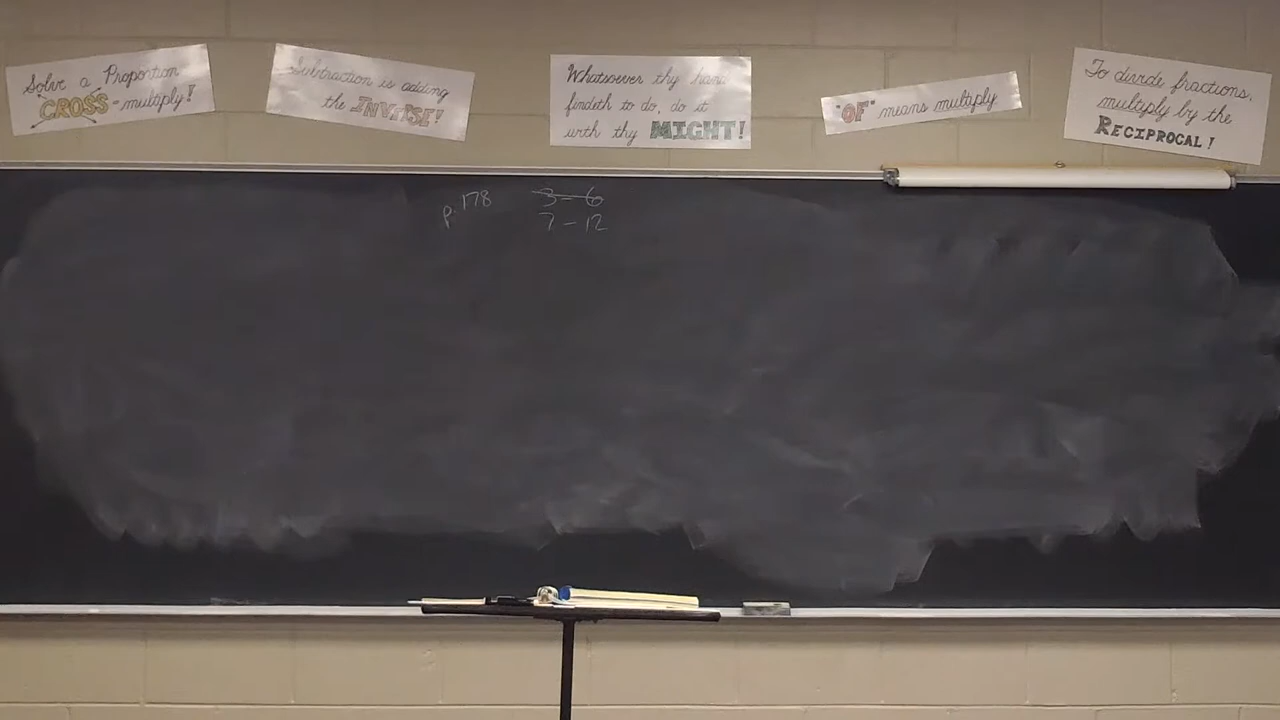 Solve a Proportion
CROSS-multiply!
Subtraction is adding
the INVERSE!
Whatsoever thy hand
findeth to do, do it
with thy MIGHT!
"OF" means multiply
To divide fractions,
multiply by the
RECIPROCAL!
p. 178 3-6
7-12